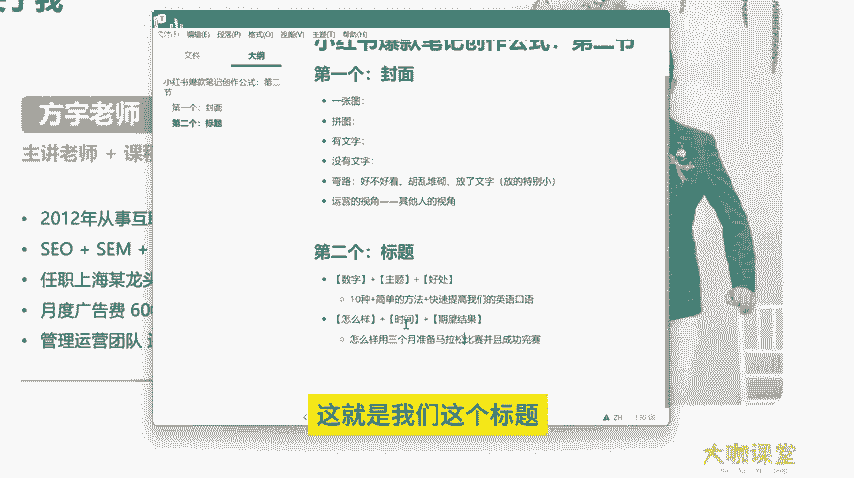 方宇老师
主讲老师 + 课程
2012年从事互联
SEO + SEM +
任职上海某龙头
月度广告费 600
管理运营团队
编辑(E) 段落(P) 格式(O) 主题(T) 帮助(H)
文档 大纲
小红书爆款笔记创作公式：第二节
第一个：封面
第二个：标题
小红书爆款笔记创作公式：第二节
第一个：封面
一张图：
拼图：
有文字：
没有文字：
弯路：好不好看、胡乱堆砌、放了文字（放的特别小）
运营的视角——其他人的视角
第二个：标题
【数字】+【主题】+【好处】
10种+简单的方法+快速提高我们的英语口语
【怎么样】+【时间】+【期望结果】
怎么样用三个月准备马拉松比赛并且成功完赛
这就是我们这个标题
大咖课堂